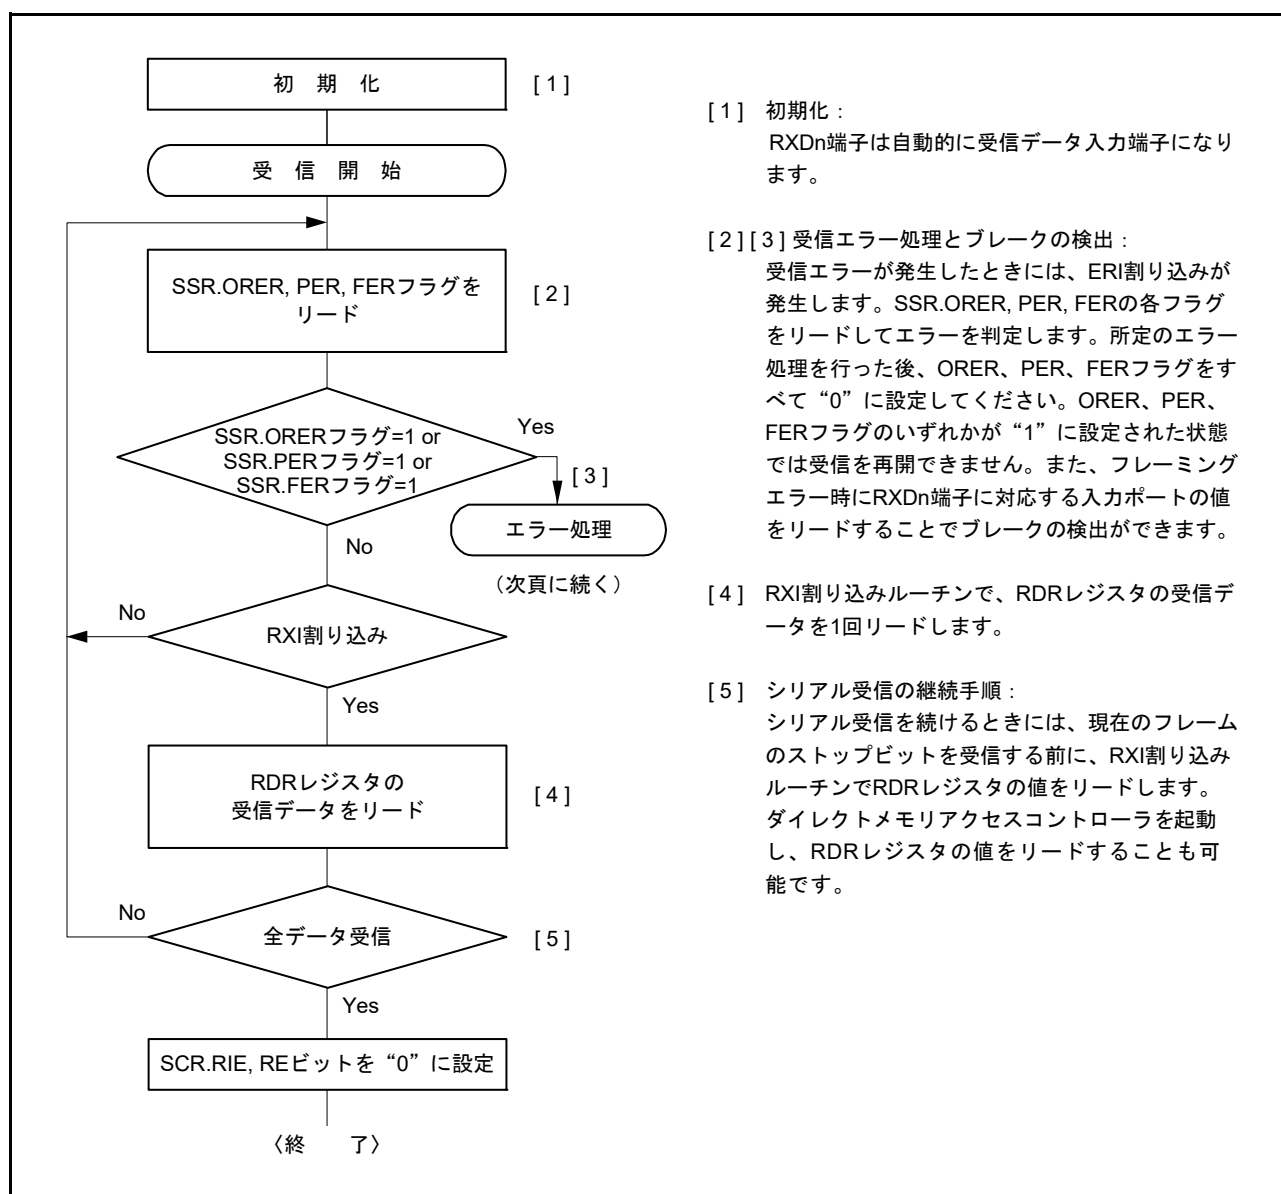 初　期　化
[ 1 ]
受　信　開　始
SSR.ORER, PER, FERフラグを
リード
[ 2 ]
SSR.ORERフラグ=1 or
SSR.PERフラグ=1 or
SSR.FERフラグ=1
Yes
[ 3 ]
エラー処理
（次頁に続く）
No
RXI割り込み
No
Yes
RDRレジスタの
受信データをリード
[ 4 ]
全データ受信
[ 5 ]
No
Yes
SCR.RIE, REビットを“0”に設定
〈終　　了〉
[ 1 ]　初期化：
RXDn端子は自動的に受信データ入力端子になり
ます。
[ 2 ] [ 3 ] 受信エラー処理とブレークの検出：
受信エラーが発生したときには、ERI割り込みが
発生します。SSR.ORER, PER, FERの各フラグ
をリードしてエラーを判定します。所定のエラー
処理を行った後、ORER、PER、FERフラグをす
べて“0”に設定してください。ORER、PER、
FERフラグのいずれかが“1”に設定された状態
では受信を再開できません。また、フレーミング
エラー時にRXDn端子に対応する入力ポートの値
をリードすることでブレークの検出ができます。
[ 4 ]　RXI割り込みルーチンで、RDRレジスタの受信デ
ータを1回リードします。
[ 5 ]　シリアル受信の継続手順：
シリアル受信を続けるときには、現在のフレーム
のストップビットを受信する前に、RXI割り込み
ルーチンでRDRレジスタの値をリードします。
ダイレクトメモリアクセスコントローラを起動
し、RDRレジスタの値をリードすることも可
能です。